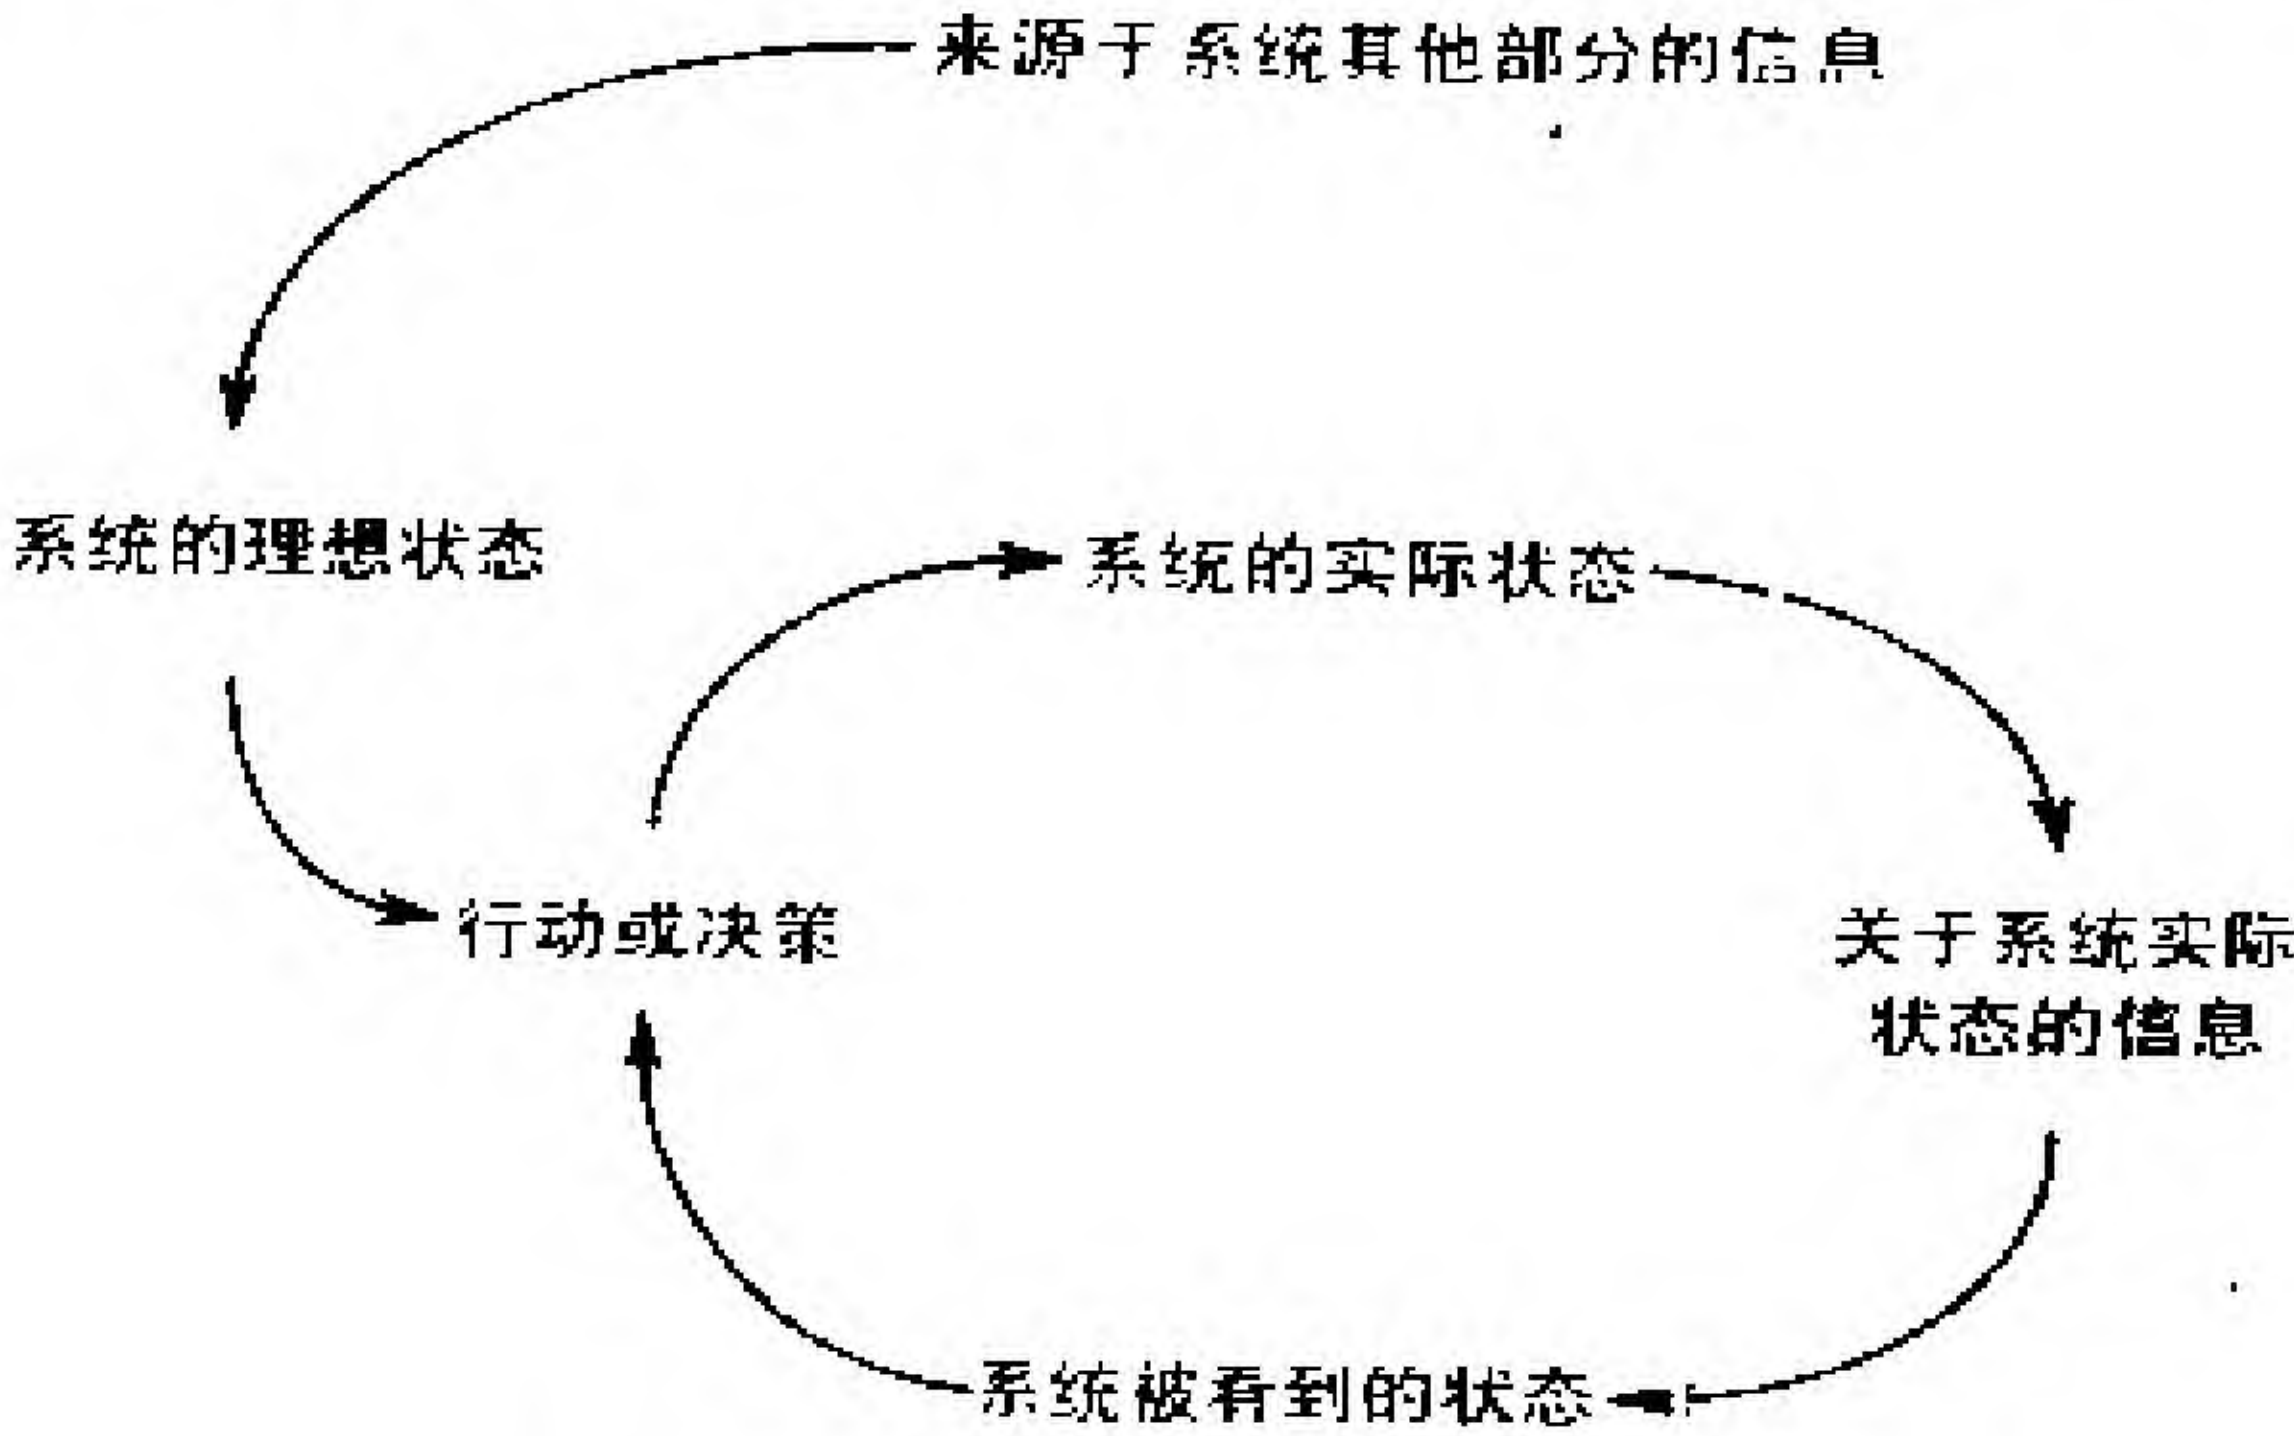 来源于系统其他部分的信息
系统的理想状态
系统的实际状态
行动或决策
关于系统实际
状态的信息
系统被看到的状态